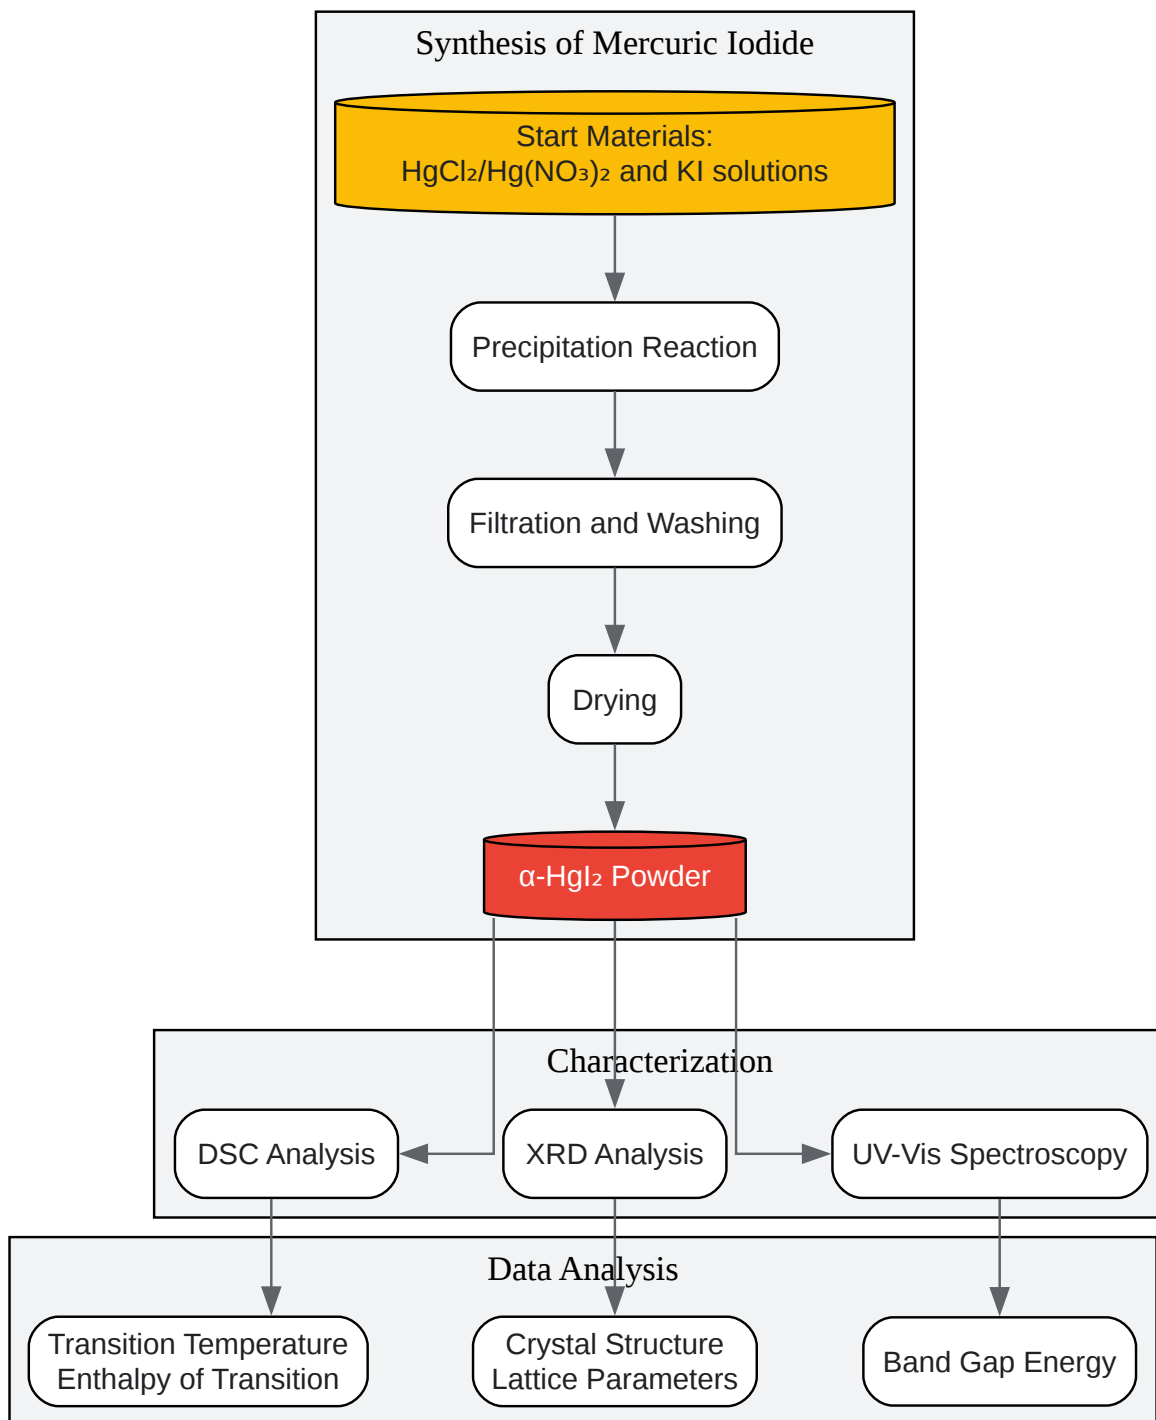 Synthesis of Mercuric Iodide
Start Materials:
HgCl₂/Hg(NO₃)₂ and KI solutions
Precipitation Reaction
Filtration and Washing
Drying
α-HgI₂ Powder
Characterization
DSC Analysis
XRD Analysis
UV-Vis Spectroscopy
Data Analysis
Transition Temperature
Enthalpy of Transition
Crystal Structure
Lattice Parameters
Band Gap Energy